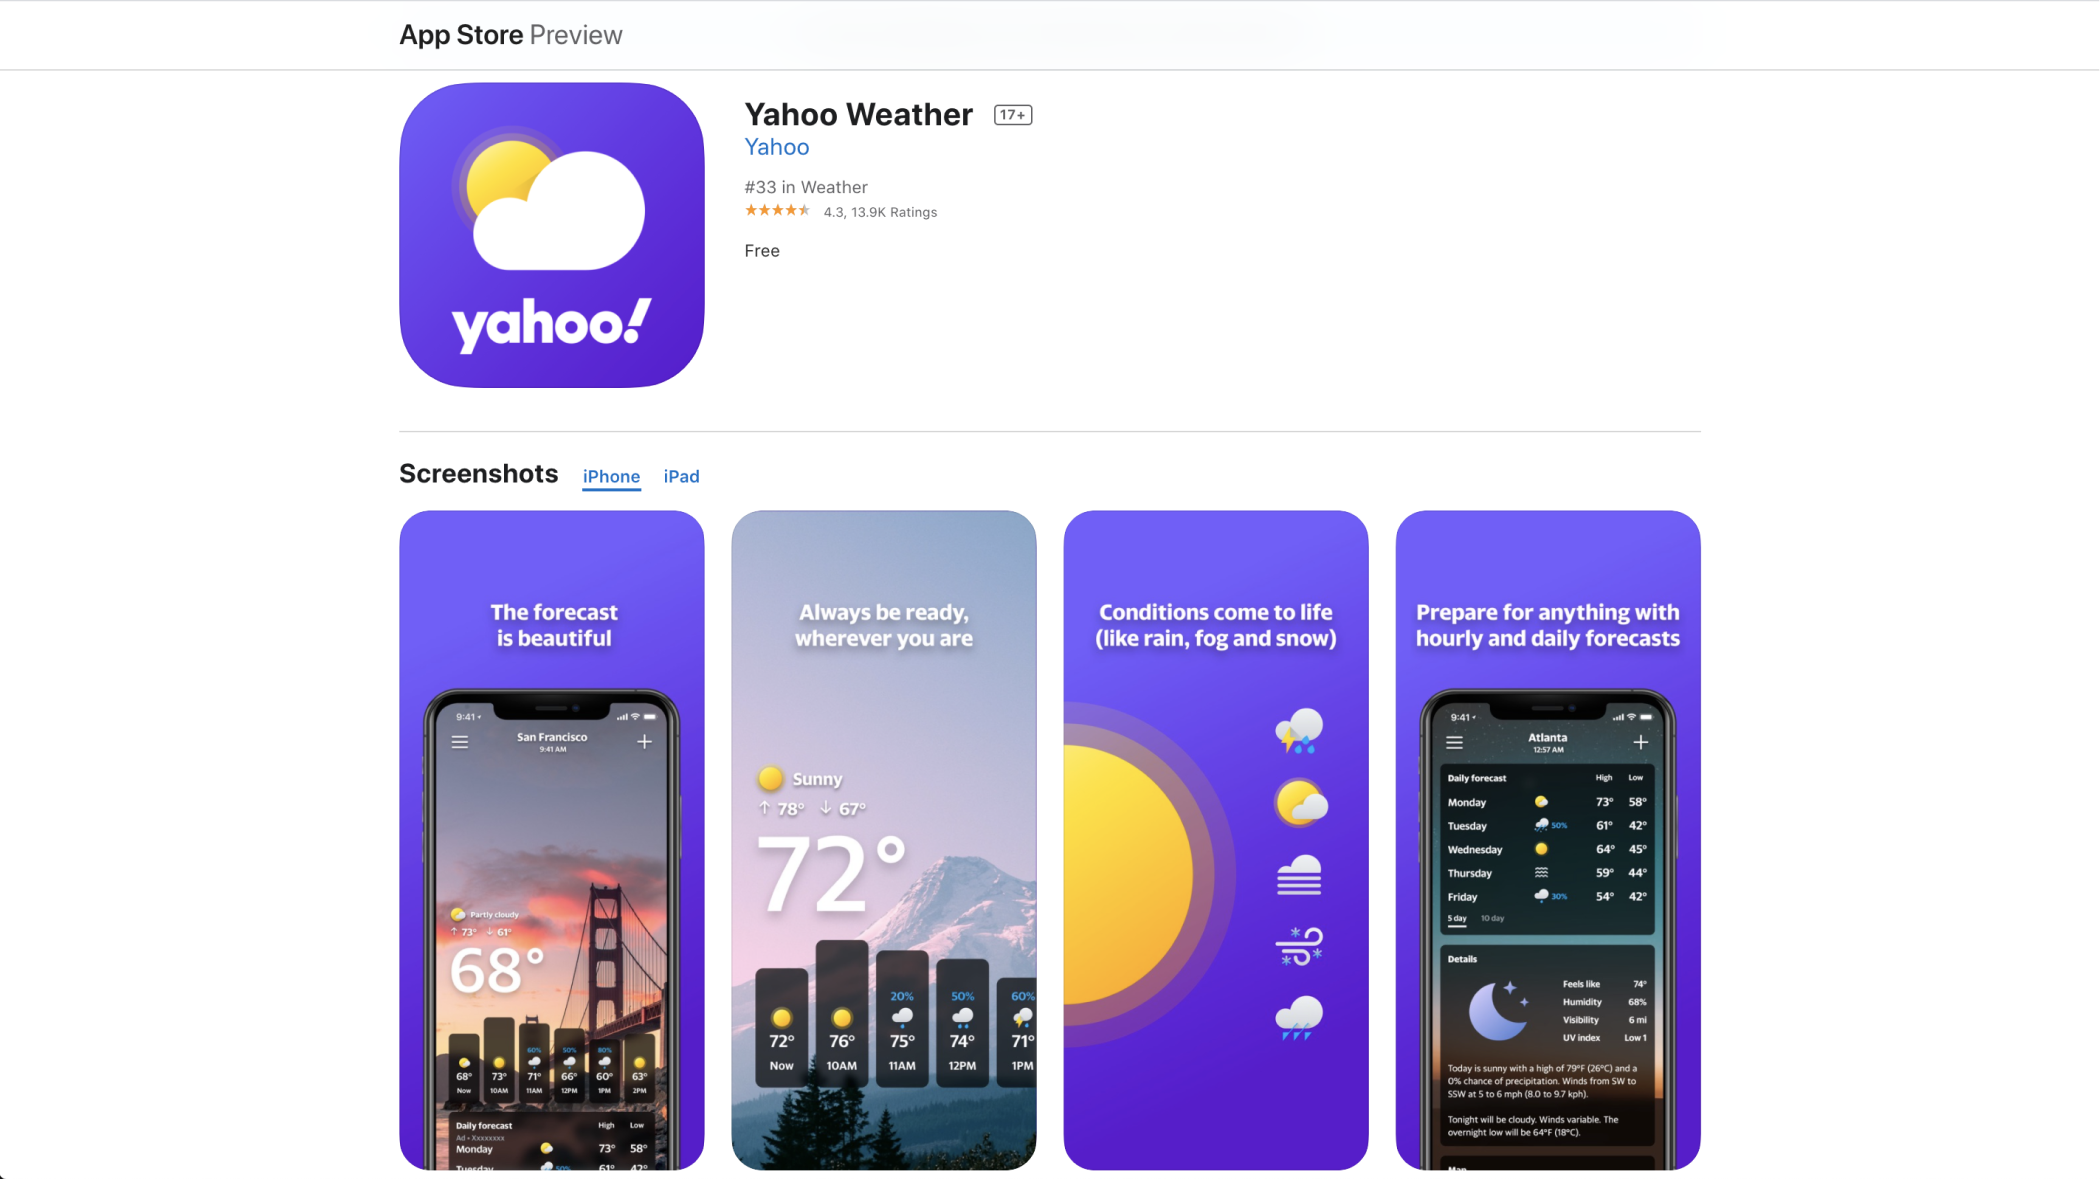 App Store Preview
Yahoo Weather 17+
Yahoo
#33 in Weather
4.3, 13.9K Ratings
Free
yahoo!
Screenshots iPhone iPad
The forecast
is beautiful
9:41
San Francisco
9:41 AM
Partly cloudy
↑ 73° ↓ 61°
68°
60% 50% 80%
68° 73° 71° 66° 60° 63°
Now 10AM 11AM 12PM 1PM 2PM
Daily forecast High Low
Ad • Xxxxxxxx
Monday 73° 58°
Tuesday 50% 61° 42°
Always be ready,
wherever you are
Sunny
↑ 78° ↓ 67°
72°
20% 50% 60%
72° 76° 75° 74° 71°
Now 10AM 11AM 12PM 1PM
Conditions come to life
(like rain, fog and snow)
Prepare for anything with
hourly and daily forecasts
9:41
Atlanta
12:57 AM
Daily forecast High Low
Monday 73° 58°
Tuesday 50% 61° 42°
Wednesday 64° 45°
Thursday 59° 44°
Friday 30% 54° 42°
5 day 10 day
Details
Feels like 74°
Humidity 68%
Visibility 6 mi
UV index Low 1
Today is sunny with a high of 79°F (26°C) and a
0% chance of precipitation. Winds from SW to
SSW at 5 to 6 mph (8.0 to 9.7 kph).
Tonight will be cloudy. Winds variable. The
overnight low will be 64°F (18°C).
Map